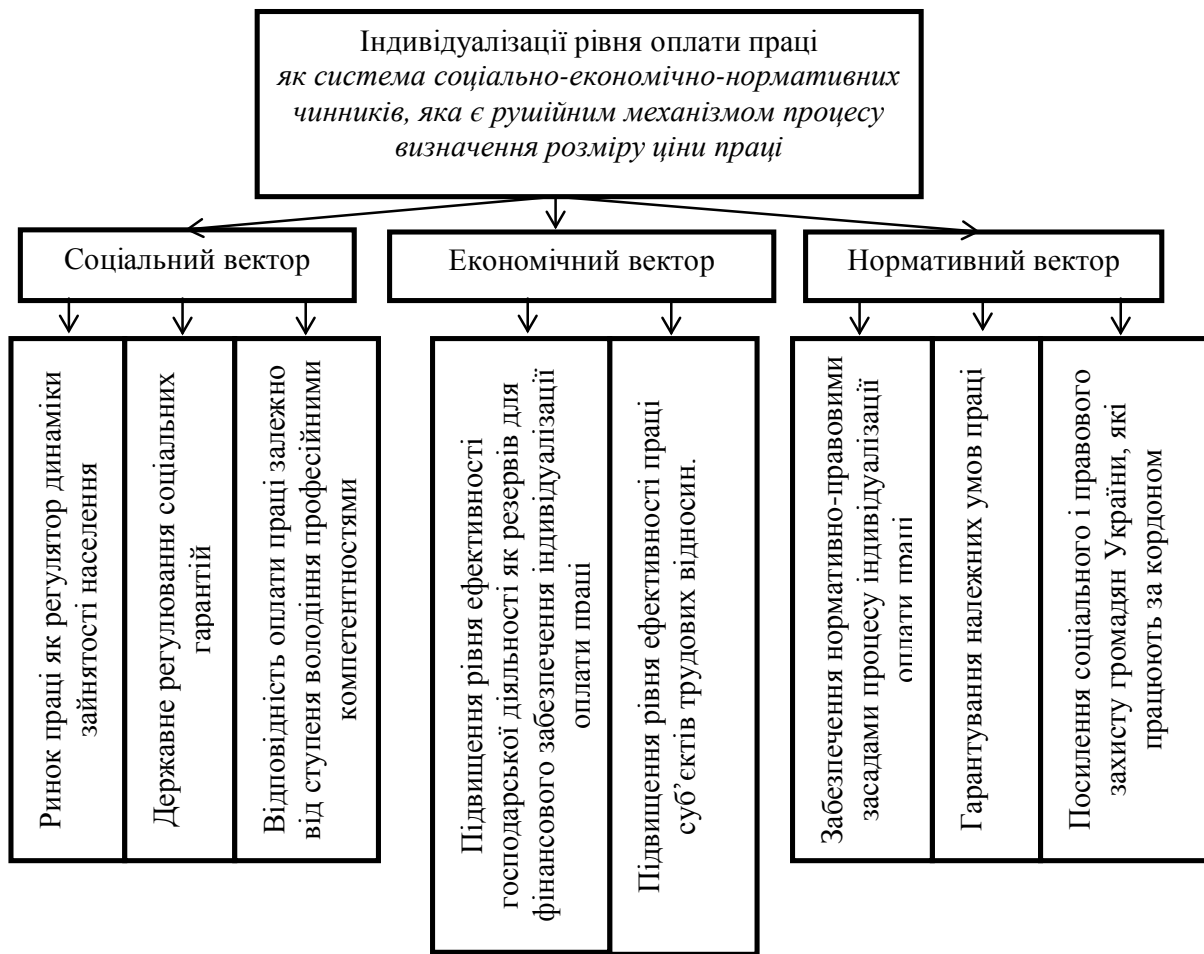 Індивідуалізації рівня оплати праці
як система соціально-економічно-нормативних
чинників, яка є рушійним механізмом процесу
визначення розміру ціни праці
Соціальний вектор
Економічний вектор
Нормативний вектор
Ринок праці як регулятор динаміки
зайнятості населення
Державне регулювання соціальних
гарантій
Відповідність оплати праці залежно
від ступеня володіння професійними
компетентностями
Підвищення рівня ефективності
господарської діяльності як резервів для
фінансового забезпечення індивідуалізації
оплати праці
Підвищення рівня ефективності праці
суб’єктів трудових відносин.
Забезпечення нормативно-правовими
засадами процесу індивідуалізації
оплати праці
Гарантування належних умов праці
Посилення соціального і правового
захисту громадян України, які
працюють за кордоном